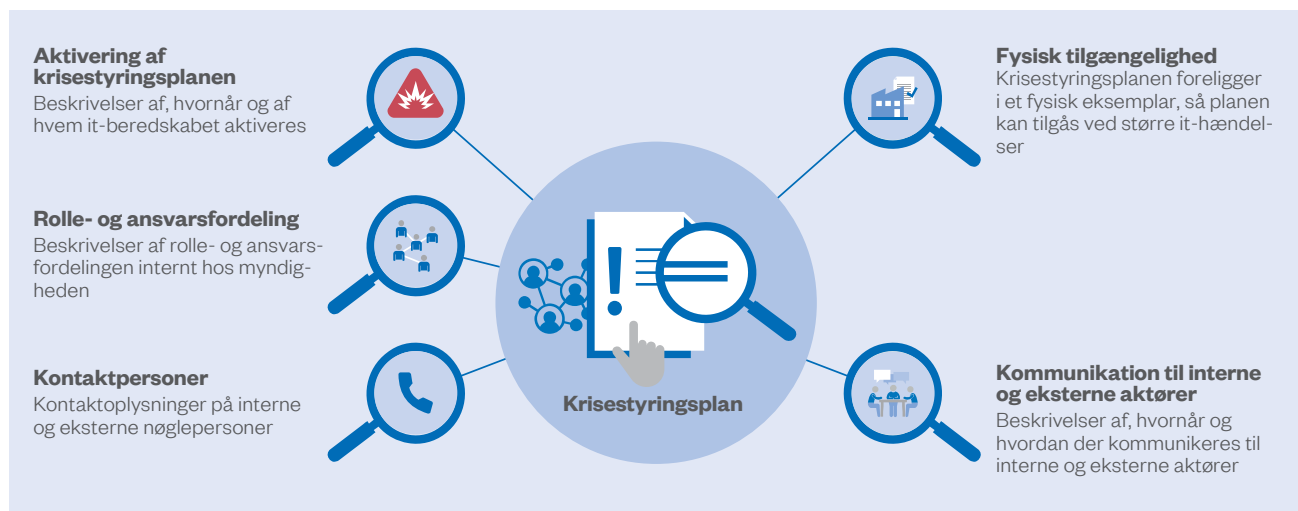 Aktivering af
krisestyringsplanen
Beskrivelser af, hvornår og af
hvem it-beredskabet aktiveres
Rolle- og ansvarsfordeling
Beskrivelser af rolle- og ansvars-
fordelingen internt hos myndig-
heden
Kontaktpersoner
Kontaktoplysninger på interne
og eksterne nøglepersoner
Krisestyringsplan
Fysisk tilgængelighed
Krisestyringsplanen foreligger
i et fysisk eksemplar, så planen
kan tilgås ved større it-hændel-
ser
Kommunikation til interne
og eksterne aktører
Beskrivelser af, hvornår og
hvordan der kommunikeres til
interne og eksterne aktører